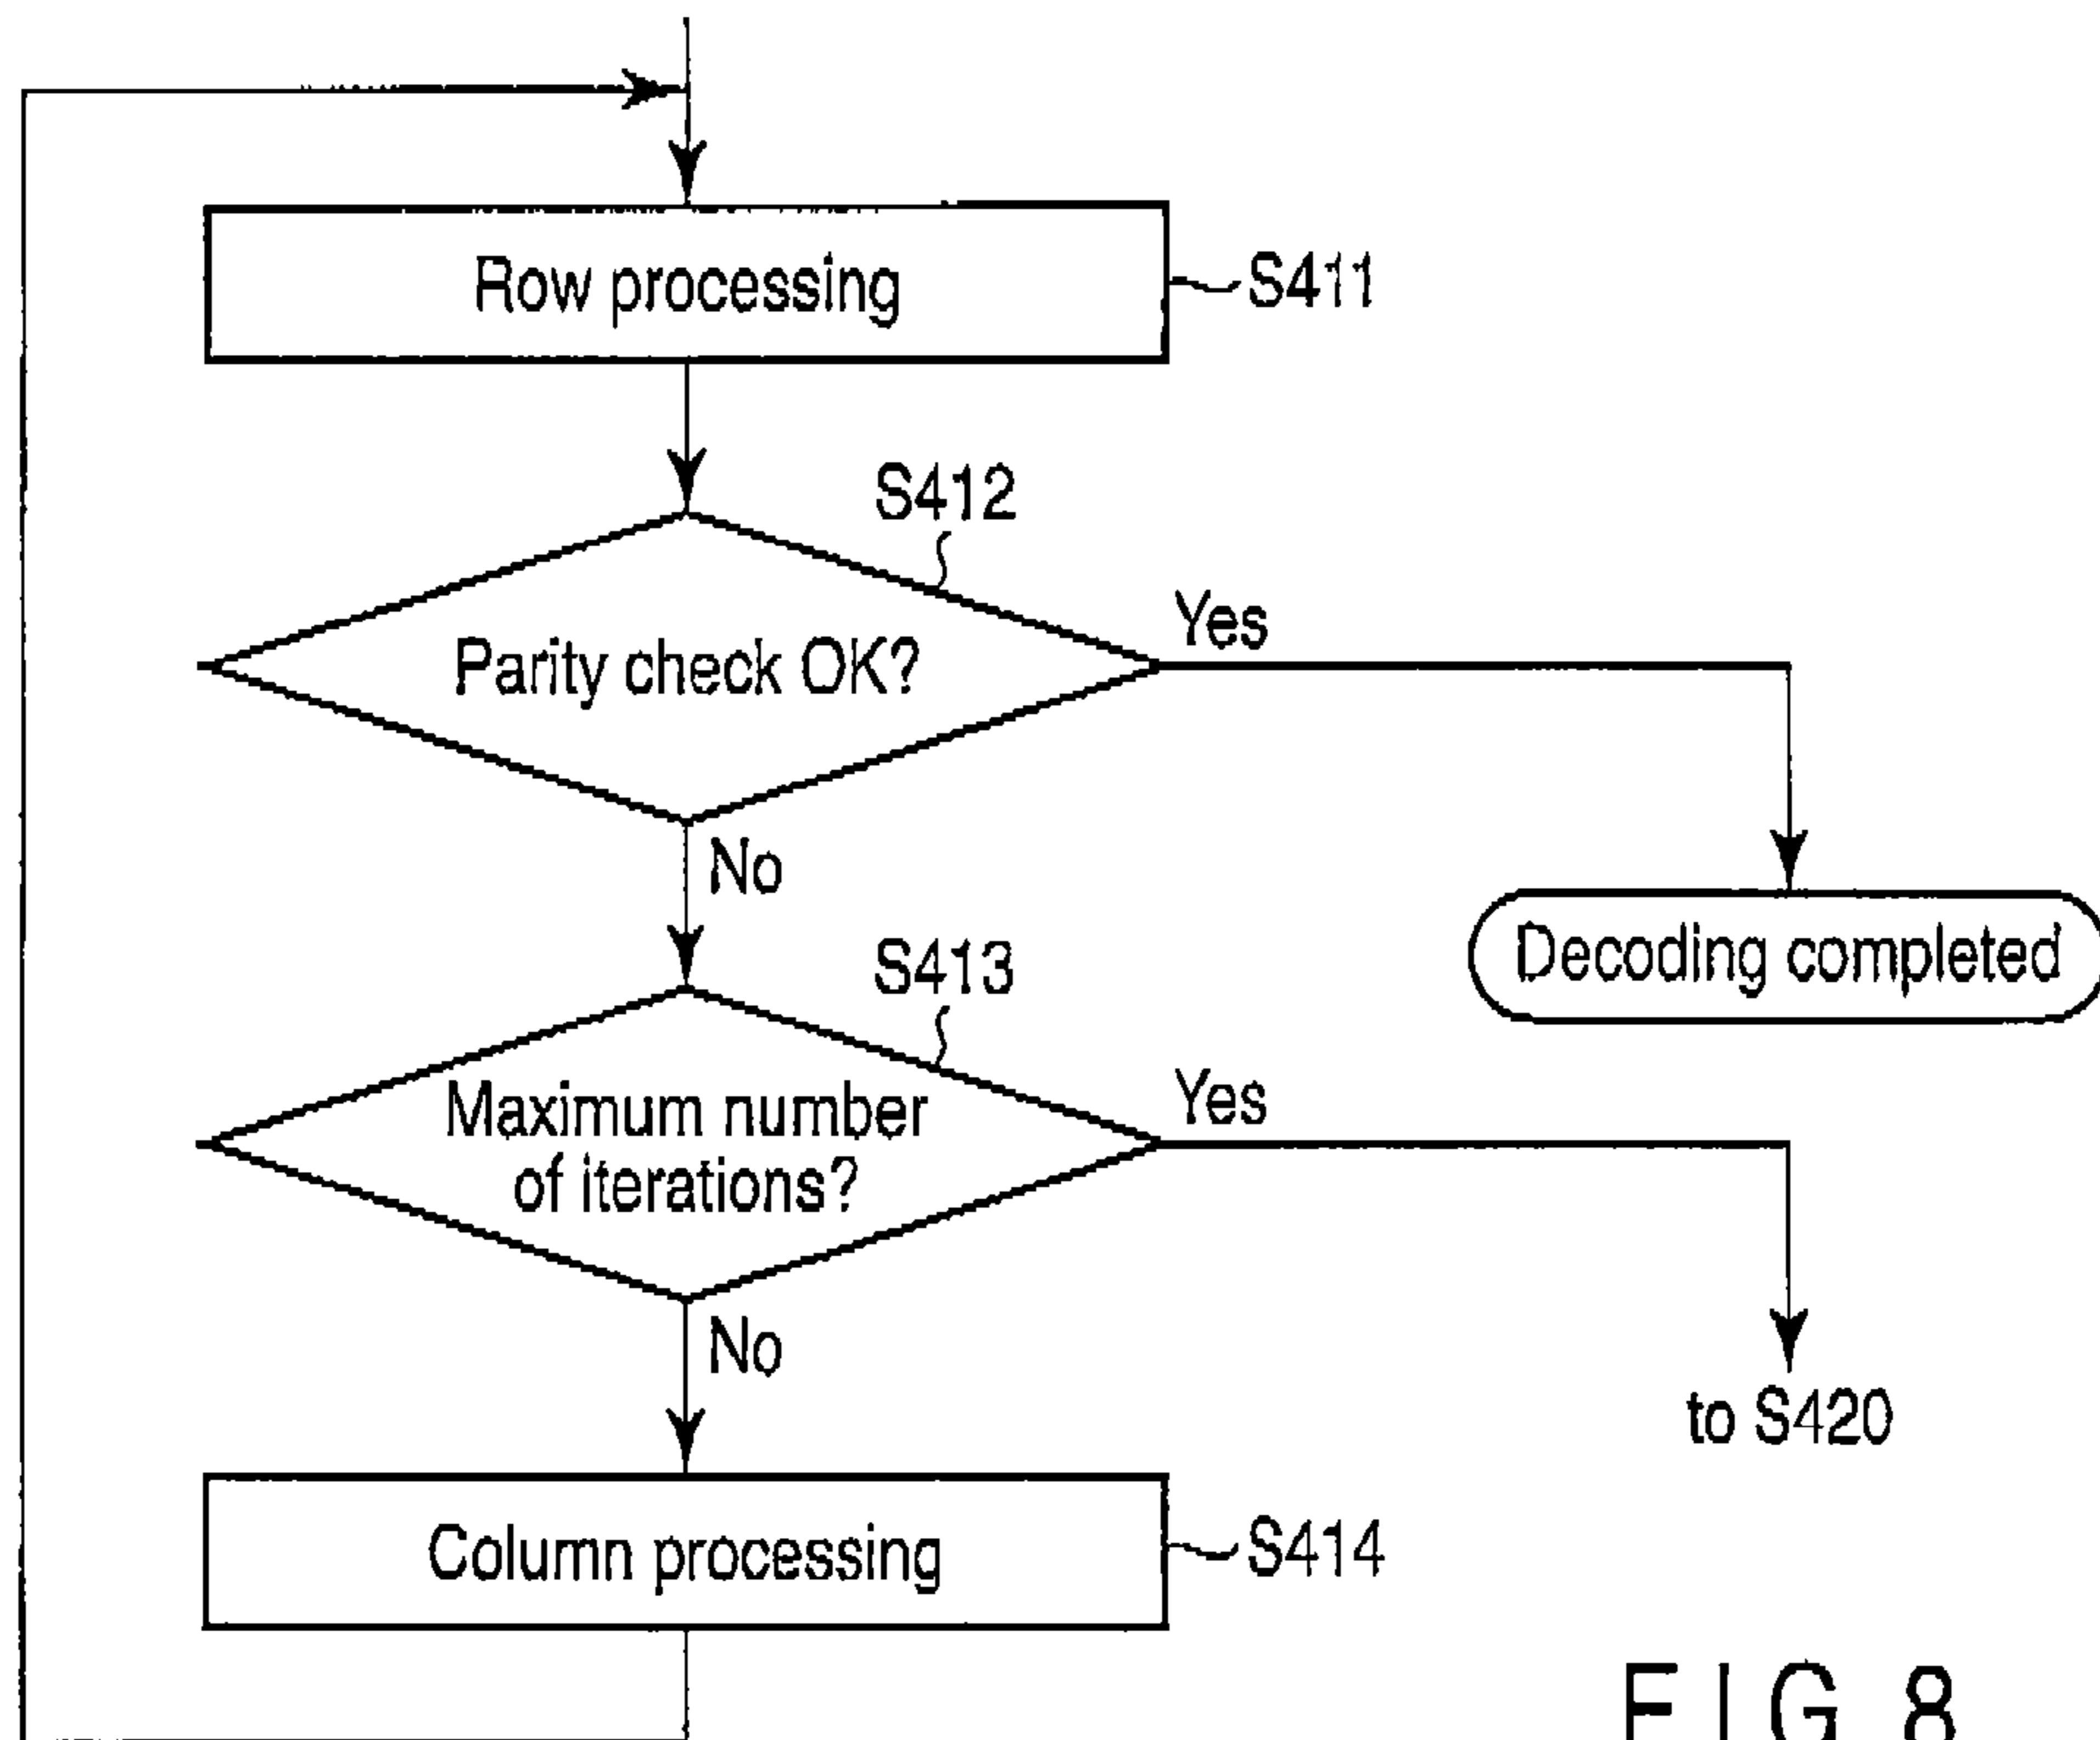 Row processing
S411
S412
Parity check OK?
Yes
No
Decoding completed
S413
Maximum number
of iterations?
Yes
No
to S420
Column processing
S414
FIG 8